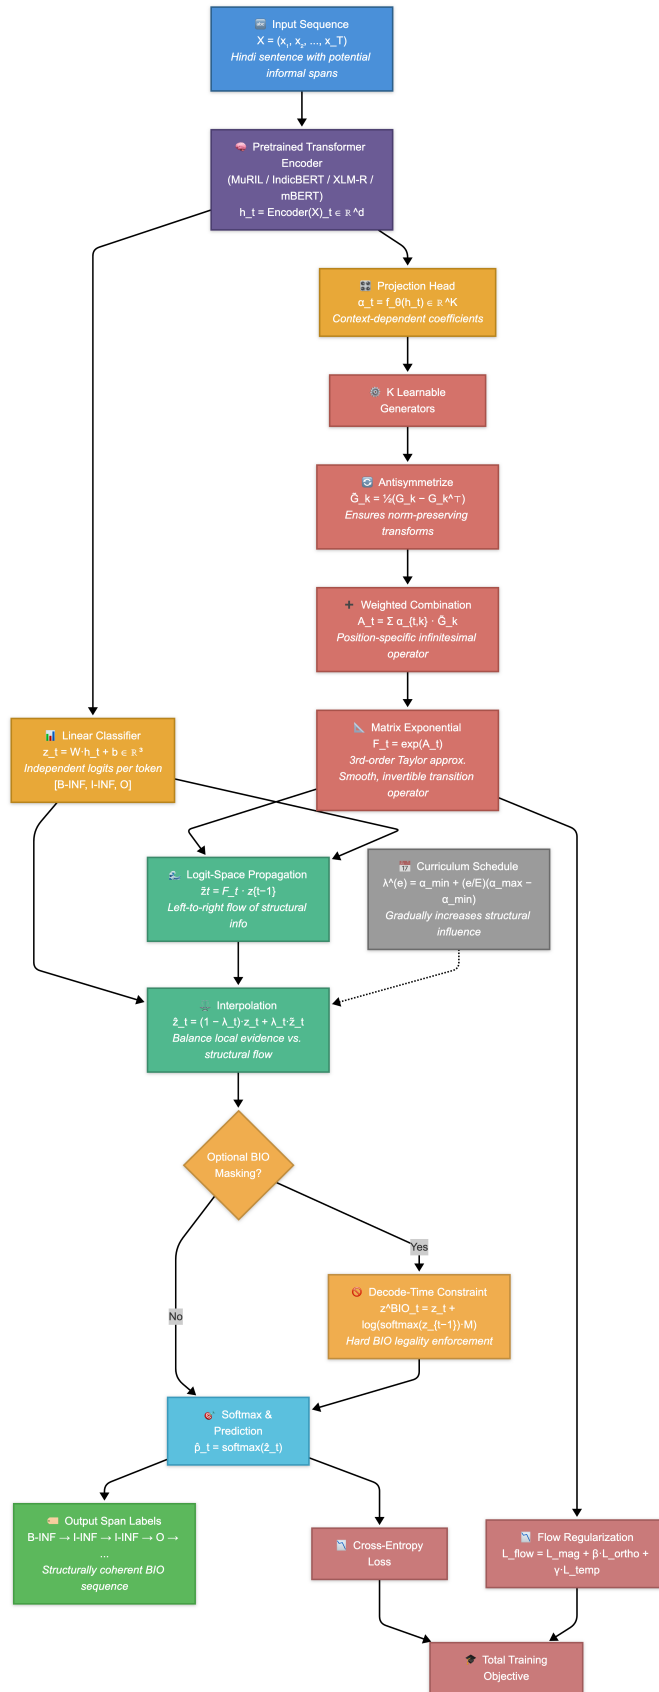 Input Sequence
X = (x₁, x₂, ..., x_T)
Hindi sentence with potential
informal spans
Pretrained Transformer
Encoder
(MuRIL / IndicBERT / XLM-R /
mBERT)
h_t = Encoder(X)_t ∈ ℝ^d
Projection Head
α_t = f_θ(h_t) ∈ ℝ^K
Context-dependent coefficients
K Learnable
Generators
Antisymmetrize
G̃_k = ½(G_k − G_k^⊤)
Ensures norm-preserving
transforms
Weighted Combination
A_t = Σ α_{t,k} · G̃_k
Position-specific infinitesimal
operator
Linear Classifier
z_t = W·h_t + b ∈ ℝ³
Independent logits per token
[B-INF, I-INF, O]
Matrix Exponential
F_t = exp(A_t)
3rd-order Taylor approx.
Smooth, invertible transition
operator
Logit-Space Propagation
z̃t = F_t · z{t−1}
Left-to-right flow of structural
info
Curriculum Schedule
λ^(e) = α_min + (e/E)(α_max −
α_min)
Gradually increases structural
influence
Interpolation
ẑ_t = (1 − λ_t)·z_t + λ_t·z̃_t
Balance local evidence vs.
structural flow
Optional BIO
Masking?
Yes
No
Decode-Time Constraint
z^BIO_t = z_t +
log(softmax(z_{t−1})·M)
Hard BIO legality enforcement
Softmax &
Prediction
p̂_t = softmax(ẑ_t)
Output Span Labels
B-INF → I-INF → I-INF → O →
...
Structurally coherent BIO
sequence
Cross-Entropy
Loss
Flow Regularization
L_flow = L_mag + β·L_ortho +
γ·L_temp
Total Training
Objective